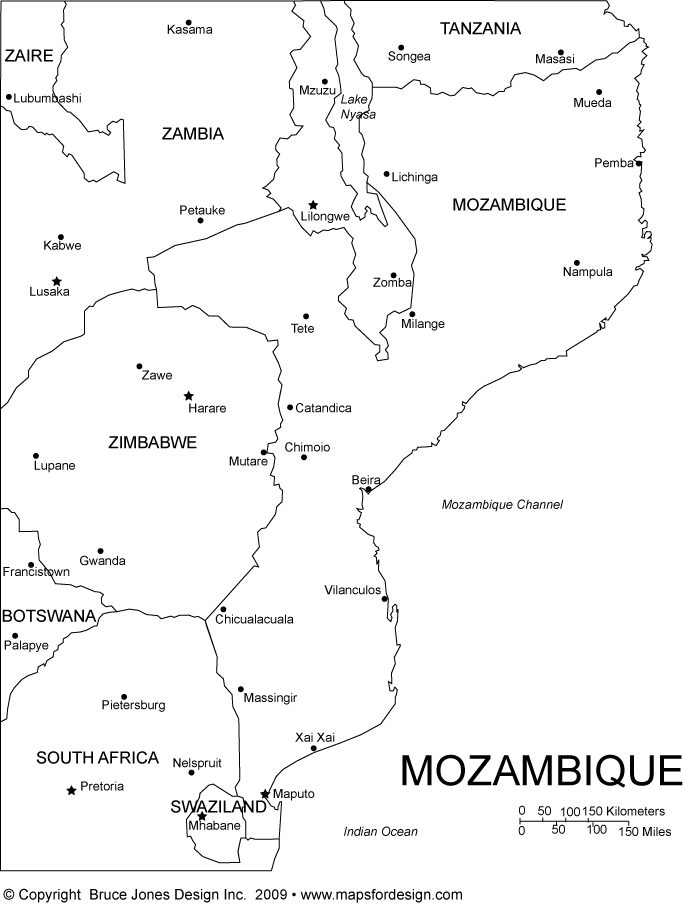 Kasama
TANZANIA
Songea
Masasi
ZAIRE
Lubumbashi
Mzuzu
Lake
Nyasa
Mueda
ZAMBIA
Pemba
Lichinga
MOZAMBIQUE
Petauke
Lilongwe
Kabwe
Lusaka
Zomba
Nampula
Tete
Milange
Zawe
Harare
Catandica
ZIMBABWE
Chimoio
Mutare
Lupane
Beira
Mozambique Channel
Gwanda
Francistown
Vilanculos
BOTSWANA
Chicualacuala
Palapye
Massingir
Pietersburg
Xai Xai
SOUTH AFRICA
Nelspruit
MOZAMBIQUE
Pretoria
Maputo
SWAZILAND
Mhabane
Indian Ocean
0 50 100 150 Kilometers
0 50 100 150 Miles
© Copyright Bruce Jones Design Inc. 2009 • www.mapsfordesign.com